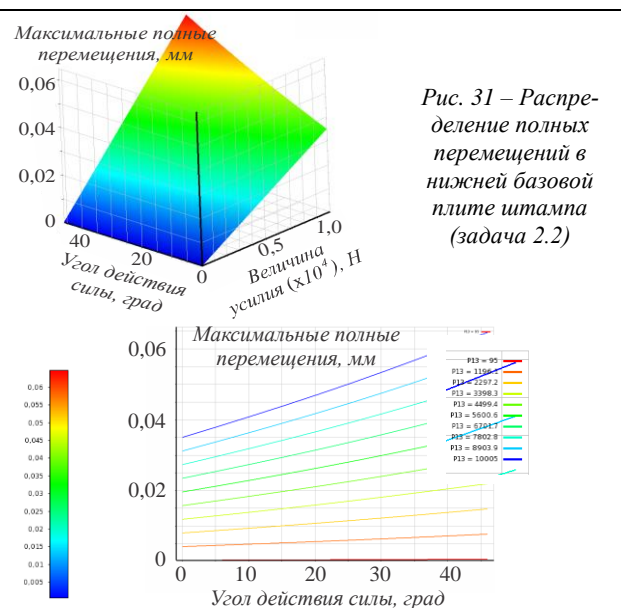 Максимальные полные
перемещения, мм
0,06
0,04
0,02
0
40
20
0
0,5
1,0
Угол действия
силы, град
Величина
усилия (x10⁴), Н
Рис. 31 – Распре-
деление полных
перемещений в
нижней базовой
плите штампа
(задача 2.2)
Максимальные полные
перемещения, мм
0,06
0,04
0,02
0
0
10
20
30
40
Угол действия силы, град
P13 = 95
P13 = 1196.1
P13 = 2297.2
P13 = 3398.3
P13 = 4499.4
P13 = 5600.6
P13 = 6701.7
P13 = 7802.8
P13 = 8903.9
P13 = 10005
0.06
0.055
0.05
0.045
0.04
0.035
0.03
0.025
0.02
0,015
0,01
0,005